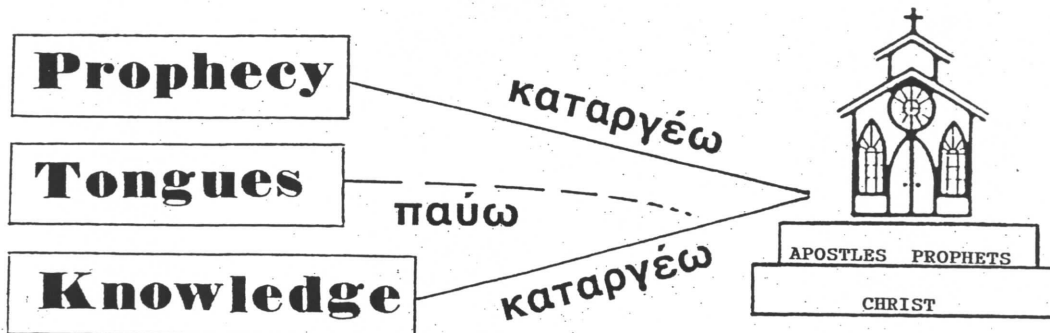 Prophecy
καταργέω
Tongues
παύω
καταργέω
Knowledge
APOSTLES PROPHETS
CHRIST